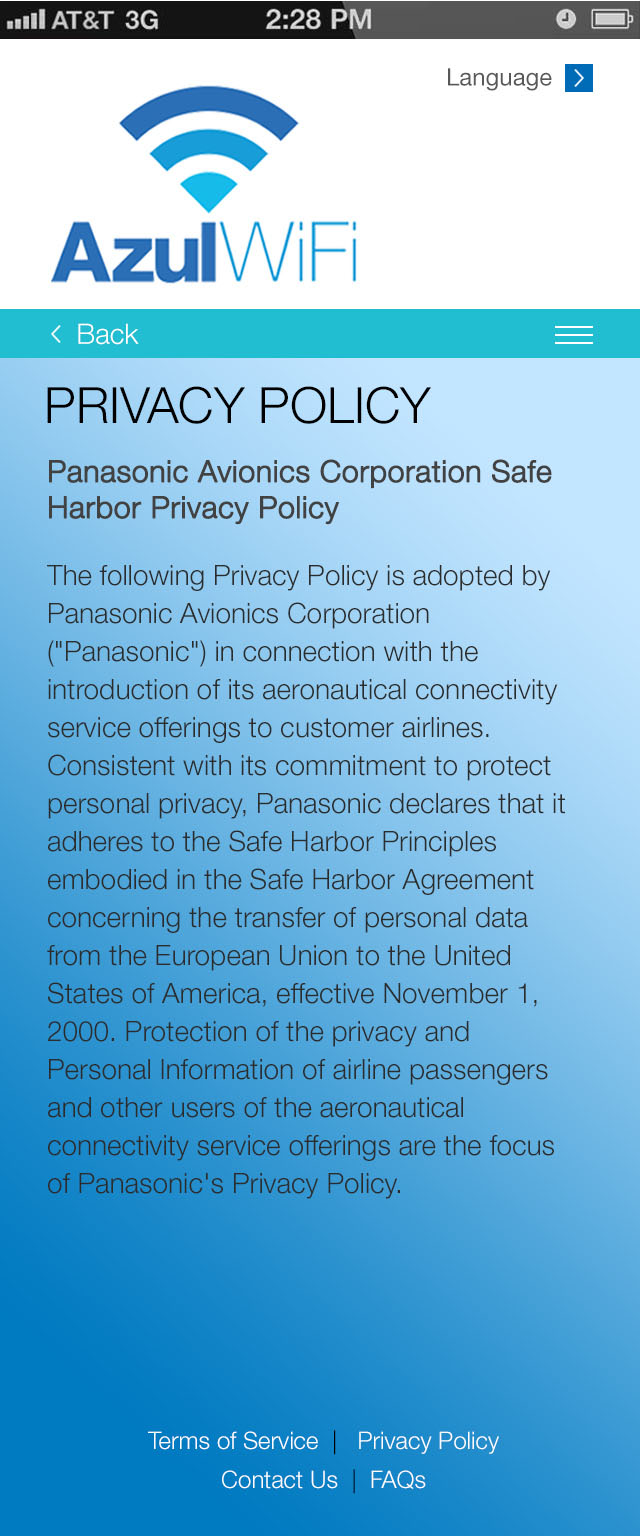 AT&T 3G 2:28 PM
Language
AzulWiFi
Back
PRIVACY POLICY
Panasonic Avionics Corporation Safe
Harbor Privacy Policy
The following Privacy Policy is adopted by
Panasonic Avionics Corporation
("Panasonic") in connection with the
introduction of its aeronautical connectivity
service offerings to customer airlines.
Consistent with its commitment to protect
personal privacy, Panasonic declares that it
adheres to the Safe Harbor Principles
embodied in the Safe Harbor Agreement
concerning the transfer of personal data
from the European Union to the United
States of America, effective November 1,
2000. Protection of the privacy and
Personal Information of airline passengers
and other users of the aeronautical
connectivity service offerings are the focus
of Panasonic's Privacy Policy.
Terms of Service | Privacy Policy
Contact Us | FAQs